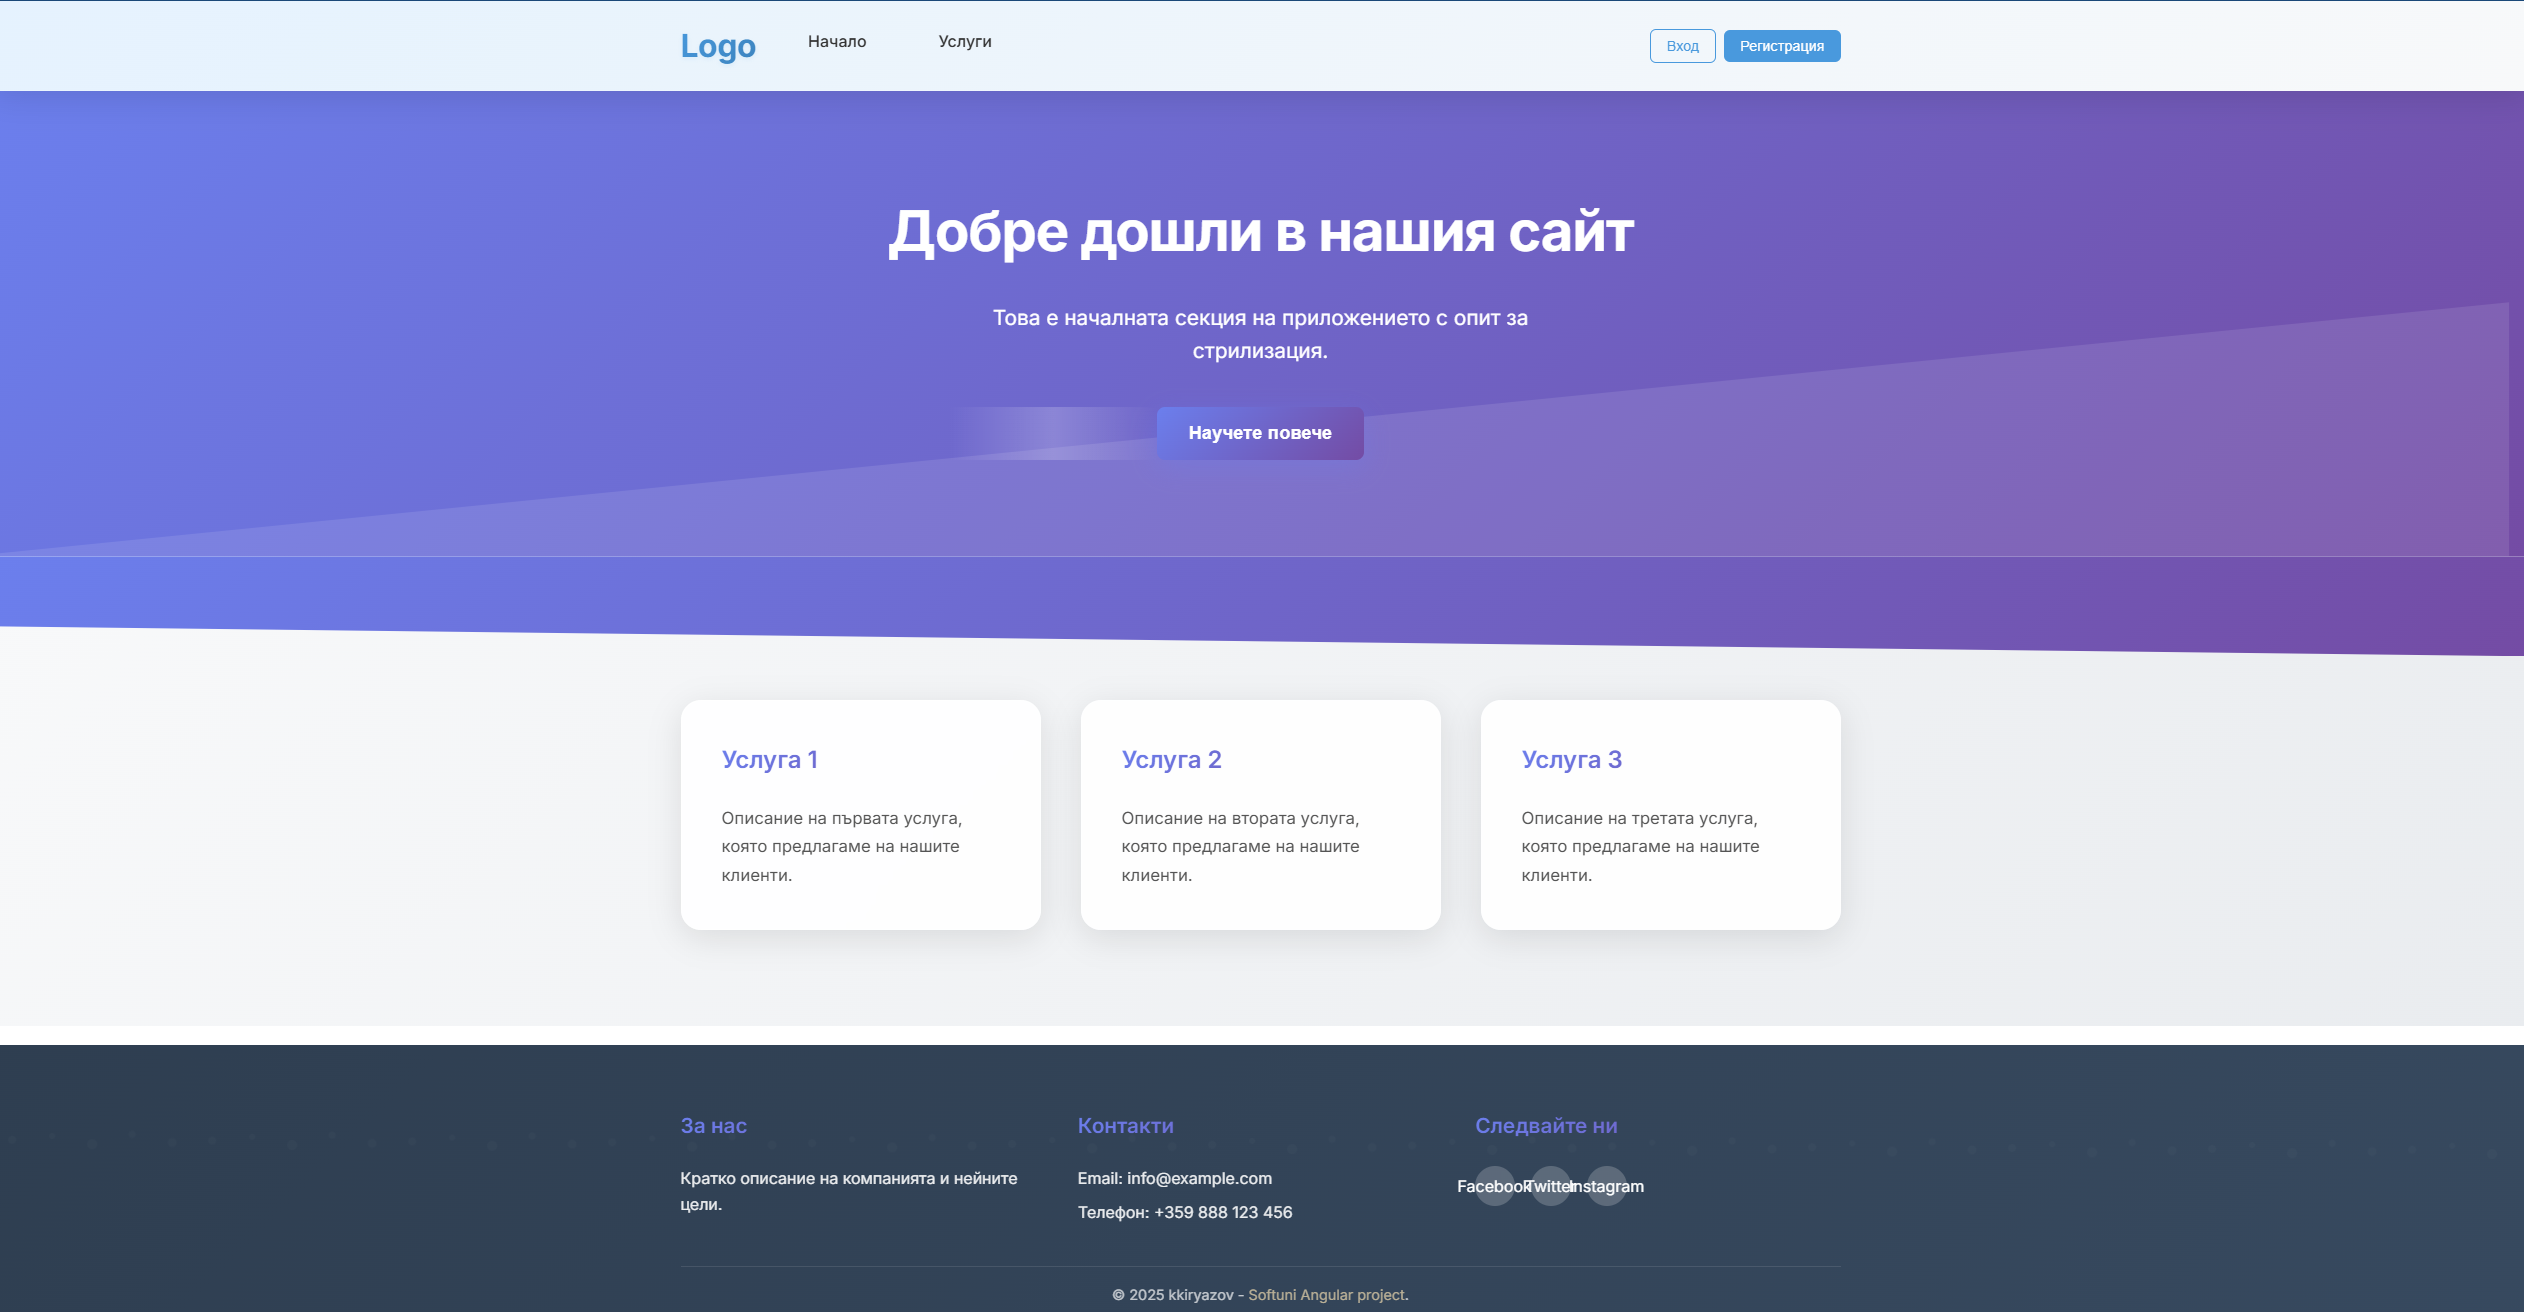 Logo
Начало
Услуги
Вход
Регистрация
Добре дошли в нашия сайт
Това е началната секция на приложението с опит за
стрилизация.
Научете повече
Услуга 1
Описание на първата услуга,
която предлагаме на нашите
клиенти.
Услуга 2
Описание на втората услуга,
която предлагаме на нашите
клиенти.
Услуга 3
Описание на третата услуга,
която предлагаме на нашите
клиенти.
За нас
Кратко описание на компанията и нейните
цели.
Контакти
Email: info@example.com
Телефон: +359 888 123 456
Следвайте ни
Facebook
Twitter
Instagram
© 2025 kkiryazov - Softuni Angular project.